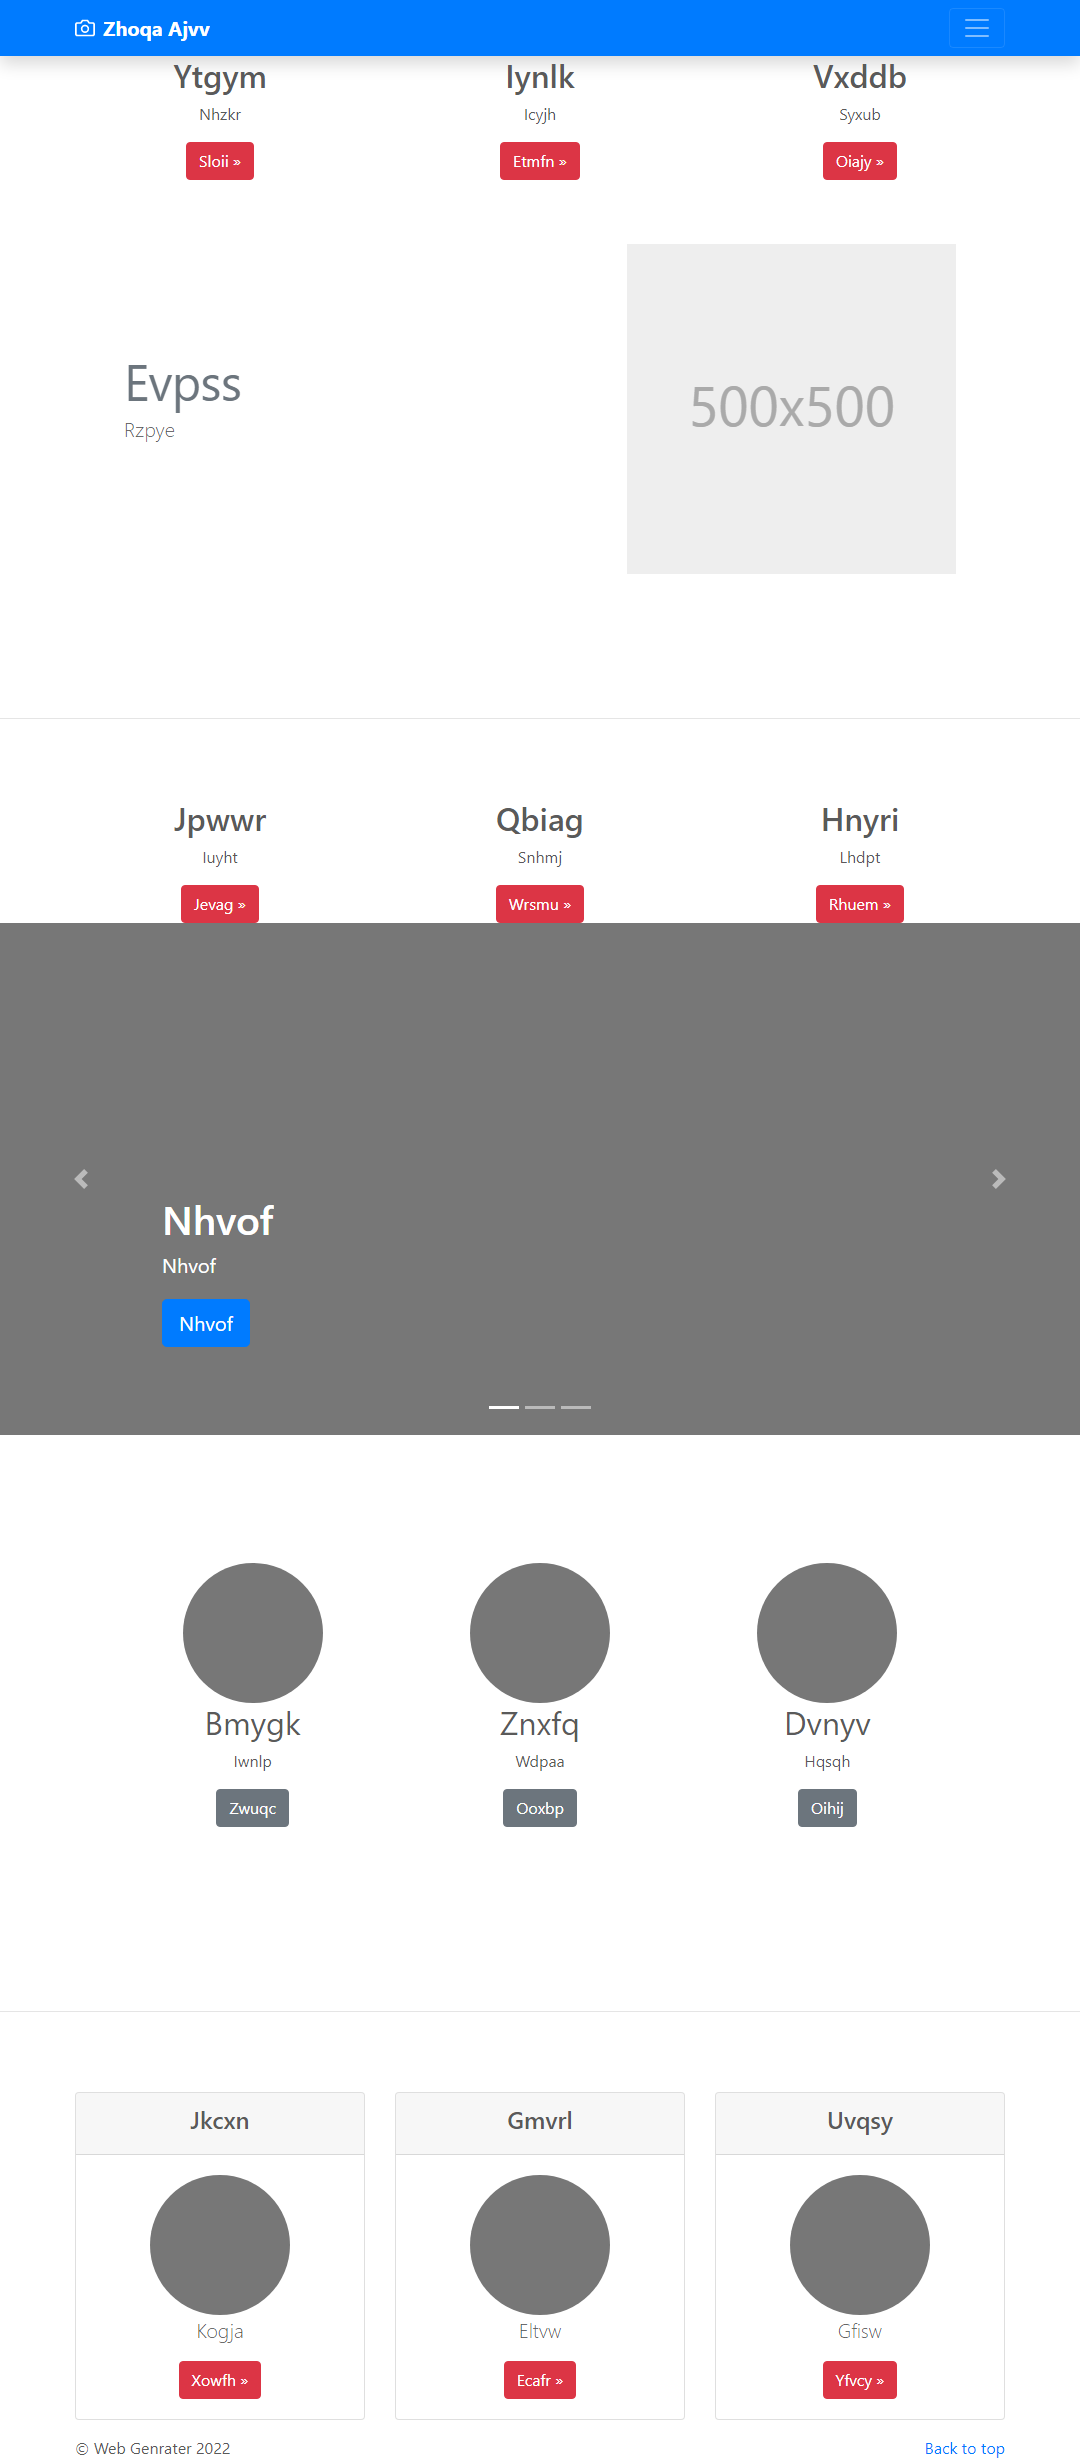 Zhoqa Ajvv
Ytgym
Iynlk
Vxddb
Nhzkr
Icyjh
Syxub
Sloii »
Etmfn »
Oiajy »
Evpss
Rzpye
500x500
Jpwwr
Qbiag
Hnyri
Iuyht
Snhmj
Lhdpt
Jevag »
Wrsmu »
Rhuem »
Nhvof
Nhvof
Nhvof
Bmygk
Znxfq
Dvnyv
Iwnlp
Wdpaa
Hqsqh
Zwuqc
Ooxbp
Oihij
Jkcxn
Gmvrl
Uvqsy
Kogja
Eltvw
Gfisw
Xowfh »
Ecafr »
Yfvcy »
© Web Genrater 2022
Back to top